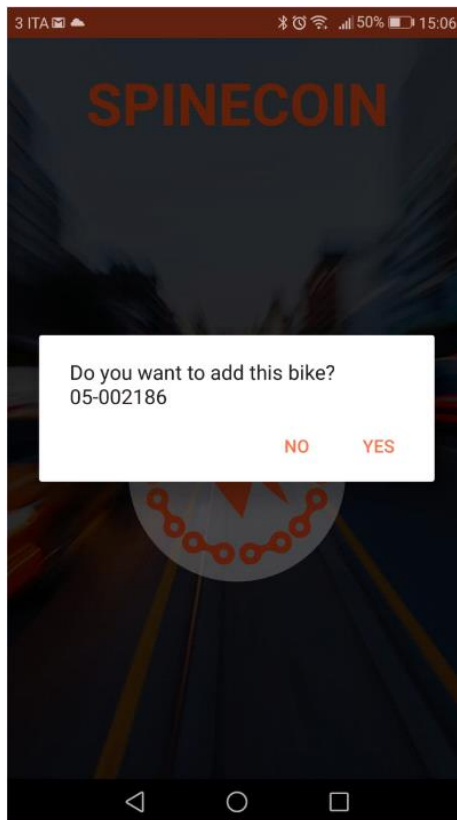 3 ITA 50% 15:06
SPINECOIN
Do you want to add this bike?
05-002186
NO YES